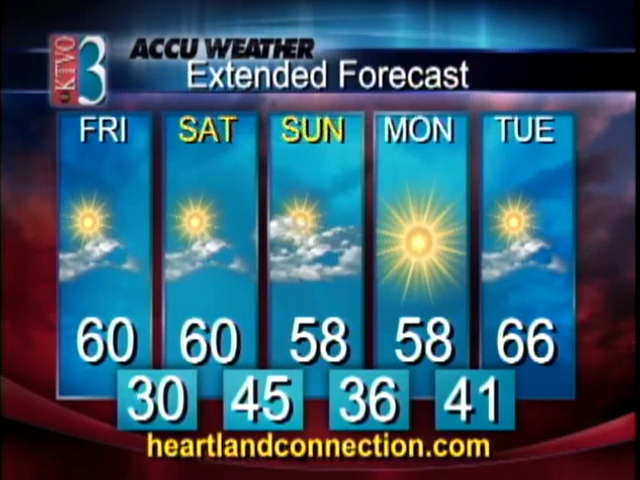 KTVO 3
ACCU WEATHER
Extended Forecast
FRI SAT SUN MON TUE
60 60 58 58 66
30 45 36 41
heartlandconnection.com